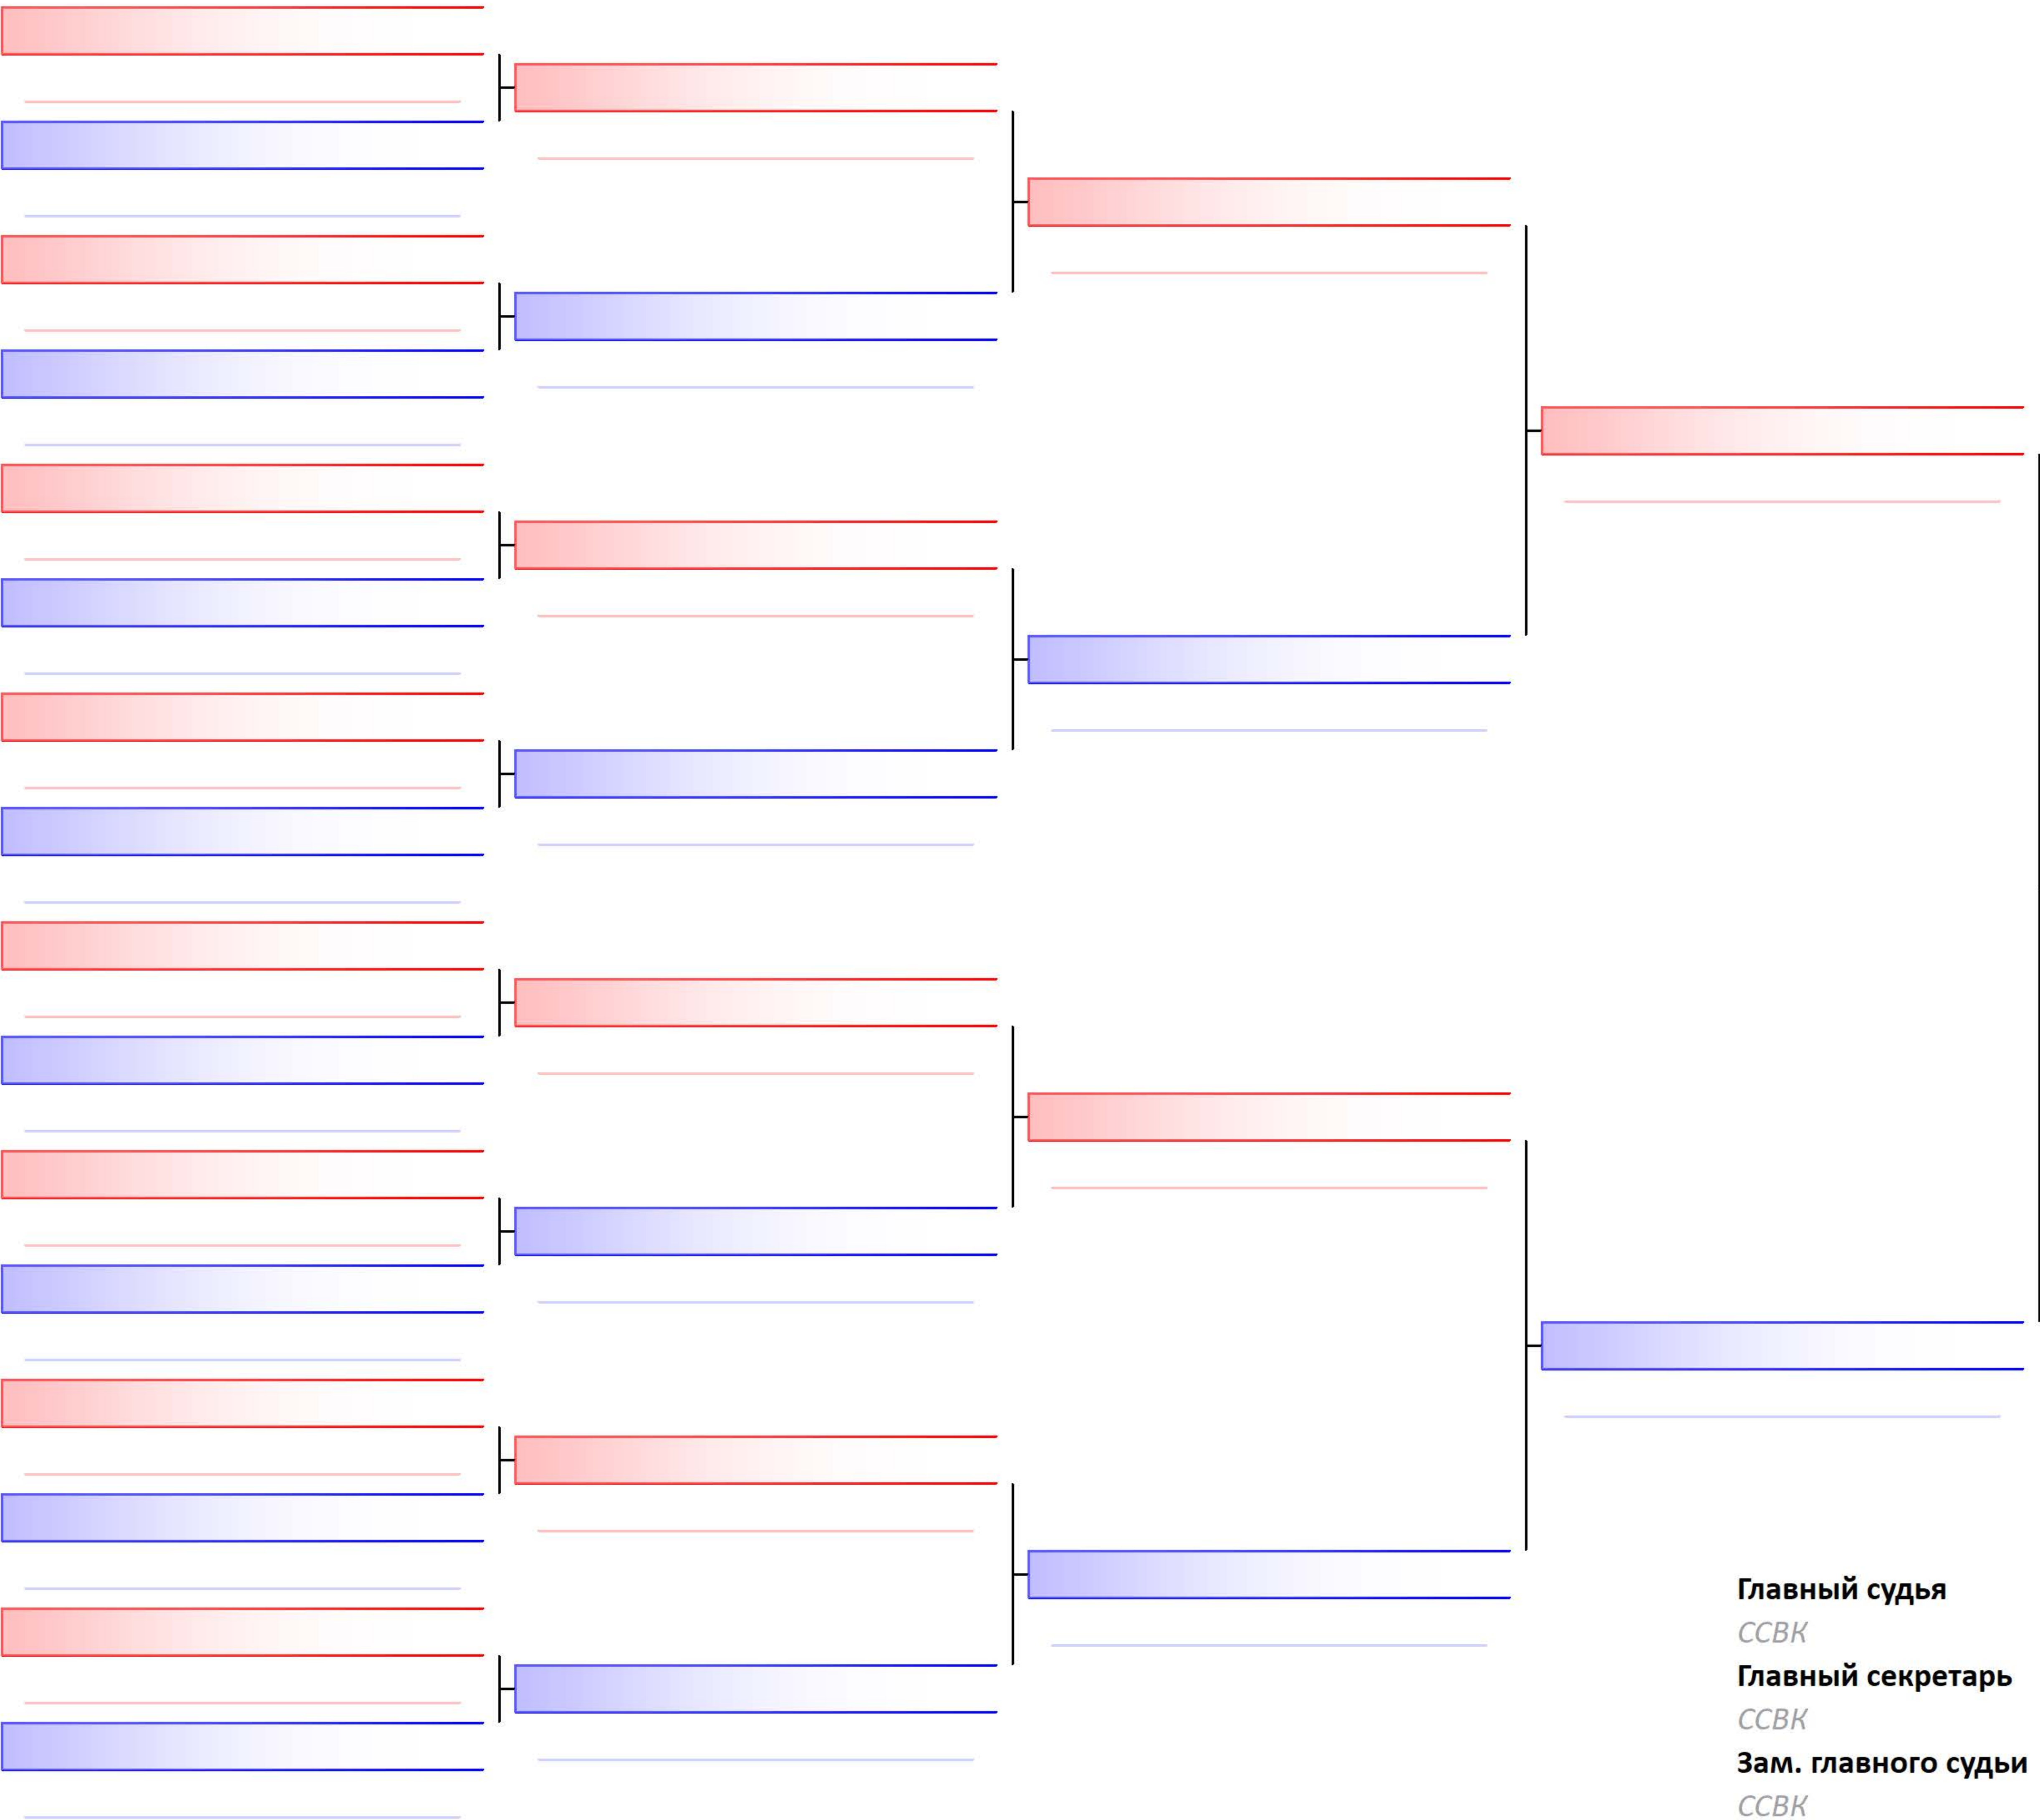 Главный судья
ССВК
Главный секретарь
ССВК
Зам. главного судьи
ССВК